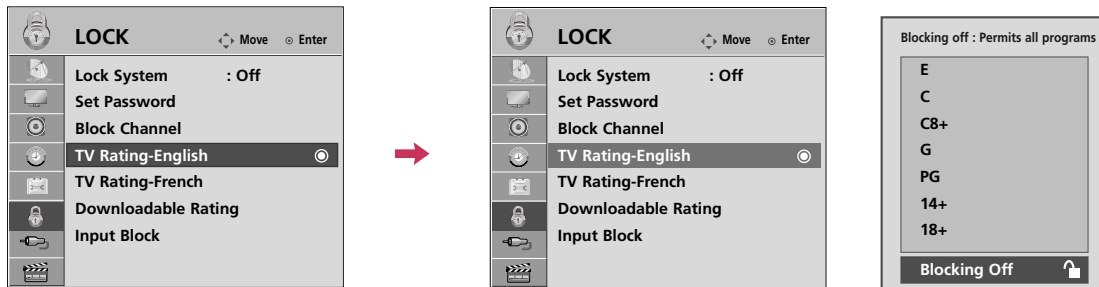 LOCK Move Enter
Lock System : Off
Set Password
Block Channel
TV Rating-English
TV Rating-French
Downloadable Rating
Input Block
LOCK Move Enter
Lock System : Off
Set Password
Block Channel
TV Rating-English
TV Rating-French
Downloadable Rating
Input Block
Blocking off : Permits all programs
E
C
C8+
G
PG
14+
18+
Blocking Off